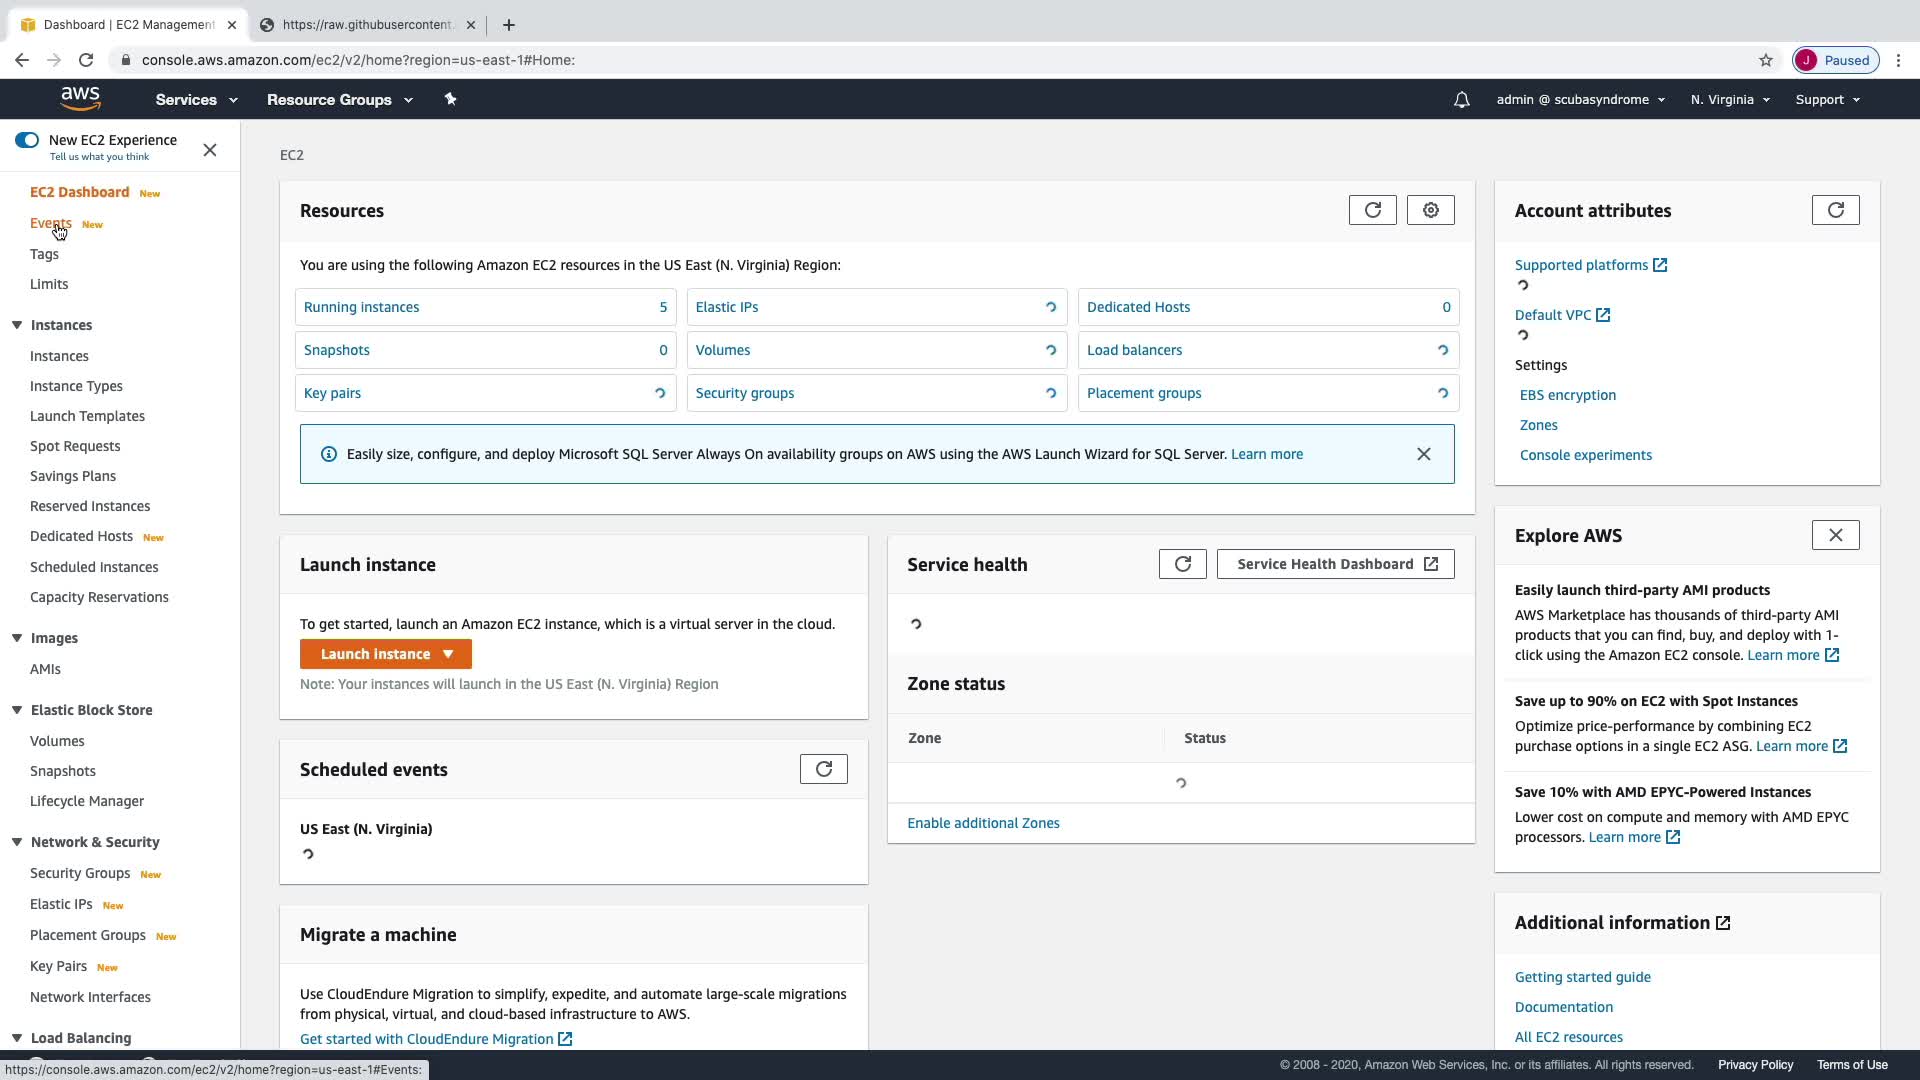 Dashboard | EC2 Management
https://raw.githubusercontent.
console.aws.amazon.com/ec2/v2/home?region=us-east-1#Home:
J
Paused
aws
Services
Resource Groups
admin @ scubasyndrome
N. Virginia
Support
New EC2 Experience
Tell us what you think
EC2 Dashboard New
Events New
Tags
Limits
Instances
Instances
Instance Types
Launch Templates
Spot Requests
Savings Plans
Reserved Instances
Dedicated Hosts New
Scheduled Instances
Capacity Reservations
Images
AMIs
Elastic Block Store
Volumes
Snapshots
Lifecycle Manager
Network & Security
Security Groups New
Elastic IPs New
Placement Groups New
Key Pairs New
Network Interfaces
Load Balancing
EC2
Resources
You are using the following Amazon EC2 resources in the US East (N. Virginia) Region:
Running instances 5
Elastic IPs
Dedicated Hosts 0
Snapshots 0
Volumes
Load balancers
Key pairs
Security groups
Placement groups
Easily size, configure, and deploy Microsoft SQL Server Always On availability groups on AWS using the AWS Launch Wizard for SQL Server. Learn more
Launch instance
To get started, launch an Amazon EC2 instance, which is a virtual server in the cloud.
Launch instance
Note: Your instances will launch in the US East (N. Virginia) Region
Scheduled events
US East (N. Virginia)
Migrate a machine
Use CloudEndure Migration to simplify, expedite, and automate large-scale migrations
from physical, virtual, and cloud-based infrastructure to AWS.
Get started with CloudEndure Migration
Service health
Service Health Dashboard
Zone status
Zone
Status
Enable additional Zones
Account attributes
Supported platforms
Default VPC
Settings
EBS encryption
Zones
Console experiments
Explore AWS
Easily launch third-party AMI products
AWS Marketplace has thousands of third-party AMI
products that you can find, buy, and deploy with 1-
click using the Amazon EC2 console. Learn more
Save up to 90% on EC2 with Spot Instances
Optimize price-performance by combining EC2
purchase options in a single EC2 ASG. Learn more
Save 10% with AMD EPYC-Powered Instances
Lower cost on compute and memory with AMD EPYC
processors. Learn more
Additional information
Getting started guide
Documentation
All EC2 resources
https://console.aws.amazon.com/ec2/v2/home?region=us-east-1#Events:
© 2008 - 2020, Amazon Web Services, Inc. or its affiliates. All rights reserved.
Privacy Policy
Terms of Use